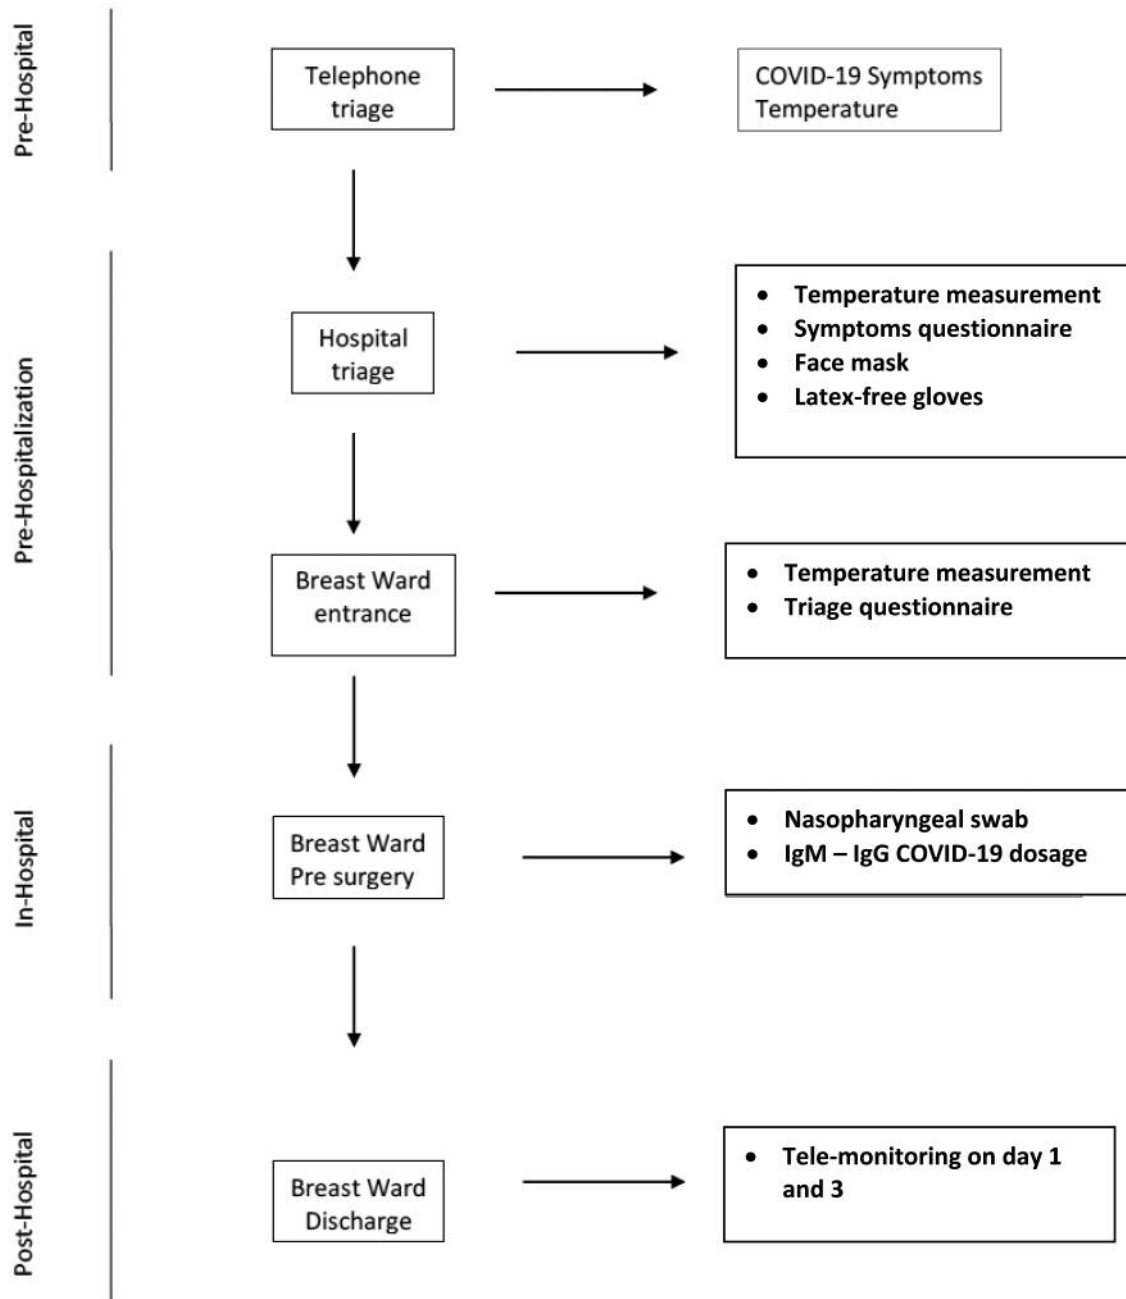 Pre-Hospital
Telephone
triage
COVID-19 Symptoms
Temperature
Pre-Hospitalization
Hospital
triage
• Temperature measurement
• Symptoms questionnaire
• Face mask
• Latex-free gloves
Breast Ward
entrance
• Temperature measurement
• Triage questionnaire
In-Hospital
Breast Ward
Pre surgery
• Nasopharyngeal swab
• IgM – IgG COVID-19 dosage
Post-Hospital
Breast Ward
Discharge
• Tele-monitoring on day 1
and 3